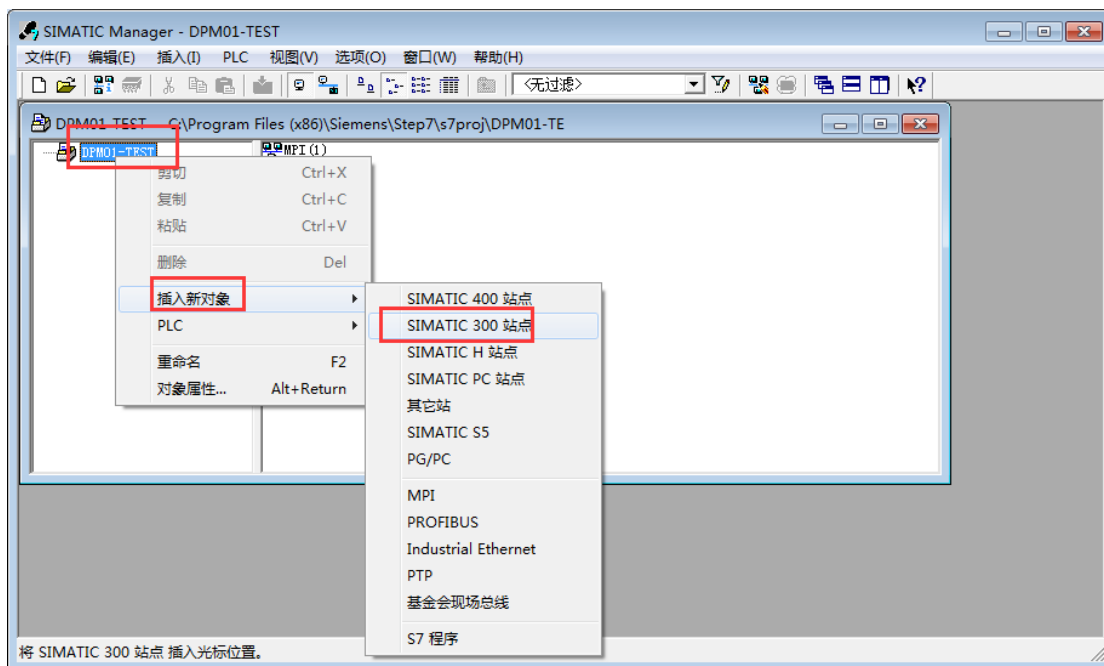 SIMATIC Manager - DPM01-TEST
文件(F) 编辑(E) 插入(I) PLC 视图(V) 选项(O) 窗口(W) 帮助(H)
<无过滤>
DPM01-TEST -- C:\Program Files (x86)\Siemens\Step7\s7proj\DPM01-TE
DPM01-TEST
MPI(1)
剪切 Ctrl+X
复制 Ctrl+C
粘贴 Ctrl+V
删除 Del
插入新对象
PLC
重命名 F2
对象属性... Alt+Return
SIMATIC 400 站点
SIMATIC 300 站点
SIMATIC H 站点
SIMATIC PC 站点
其它站
SIMATIC S5
PG/PC
MPI
PROFIBUS
Industrial Ethernet
PTP
基金会现场总线
S7 程序
将 SIMATIC 300 站点 插入光标位置。